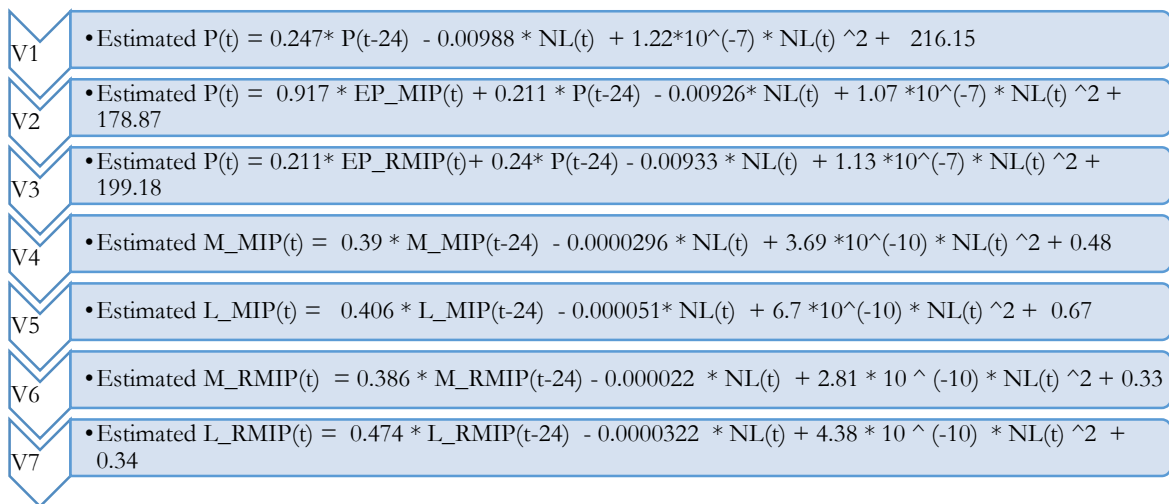 V1
•Estimated P(t) = 0.247* P(t-24) - 0.00988 * NL(t) + 1.22*10^(-7) * NL(t) ^2 + 216.15
V2
•Estimated P(t) = 0.917 * EP_MIP(t) + 0.211 * P(t-24) - 0.00926* NL(t) + 1.07 *10^(-7) * NL(t) ^2 +
178.87
V3
•Estimated P(t) = 0.211* EP_RMIP(t)+ 0.24* P(t-24) - 0.00933 * NL(t) + 1.13 *10^(-7) * NL(t) ^2 +
199.18
V4
•Estimated M_MIP(t) = 0.39 * M_MIP(t-24) - 0.0000296 * NL(t) + 3.69 *10^(-10) * NL(t) ^2 + 0.48
V5
•Estimated L_MIP(t) = 0.406 * L_MIP(t-24) - 0.000051* NL(t) + 6.7 *10^(-10) * NL(t) ^2 + 0.67
V6
•Estimated M_RMIP(t) = 0.386 * M_RMIP(t-24) - 0.000022 * NL(t) + 2.81 * 10 ^ (-10) * NL(t) ^2 + 0.33
V7
•Estimated L_RMIP(t) = 0.474 * L_RMIP(t-24) - 0.0000322 * NL(t) + 4.38 * 10 ^ (-10) * NL(t) ^2 +
0.34